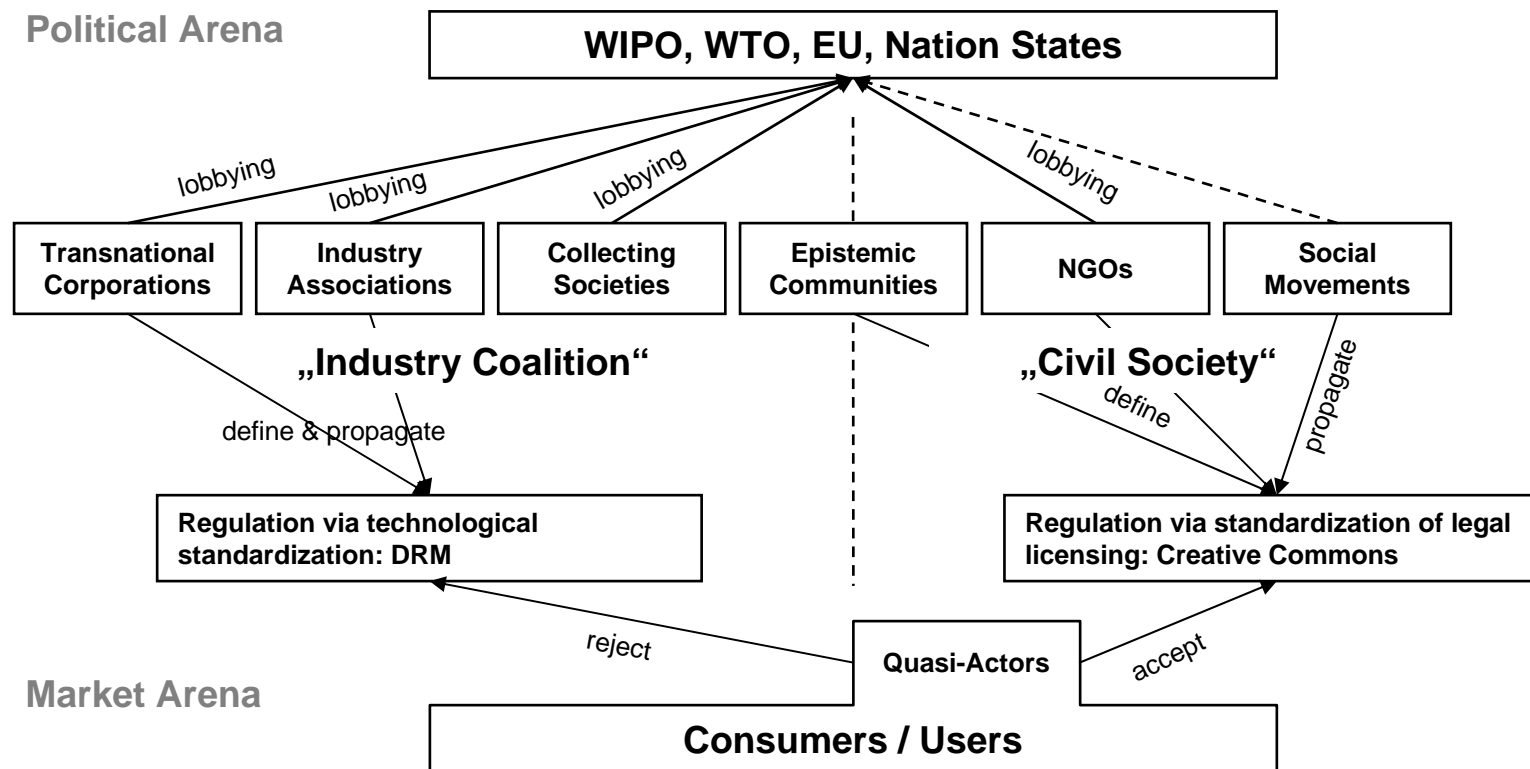 Political Arena
WIPO, WTO, EU, Nation States
lobbying
lobbying
lobbying
lobbying
Transnational
Corporations
Industry
Associations
Collecting
Societies
Epistemic
Communities
NGOs
Social
Movements
„Industry Coalition“
„Civil Society“
define & propagate
define
propagate
Regulation via technological
standardization: DRM
Regulation via standardization of legal
licensing: Creative Commons
reject
Quasi-Actors
accept
Market Arena
Consumers / Users